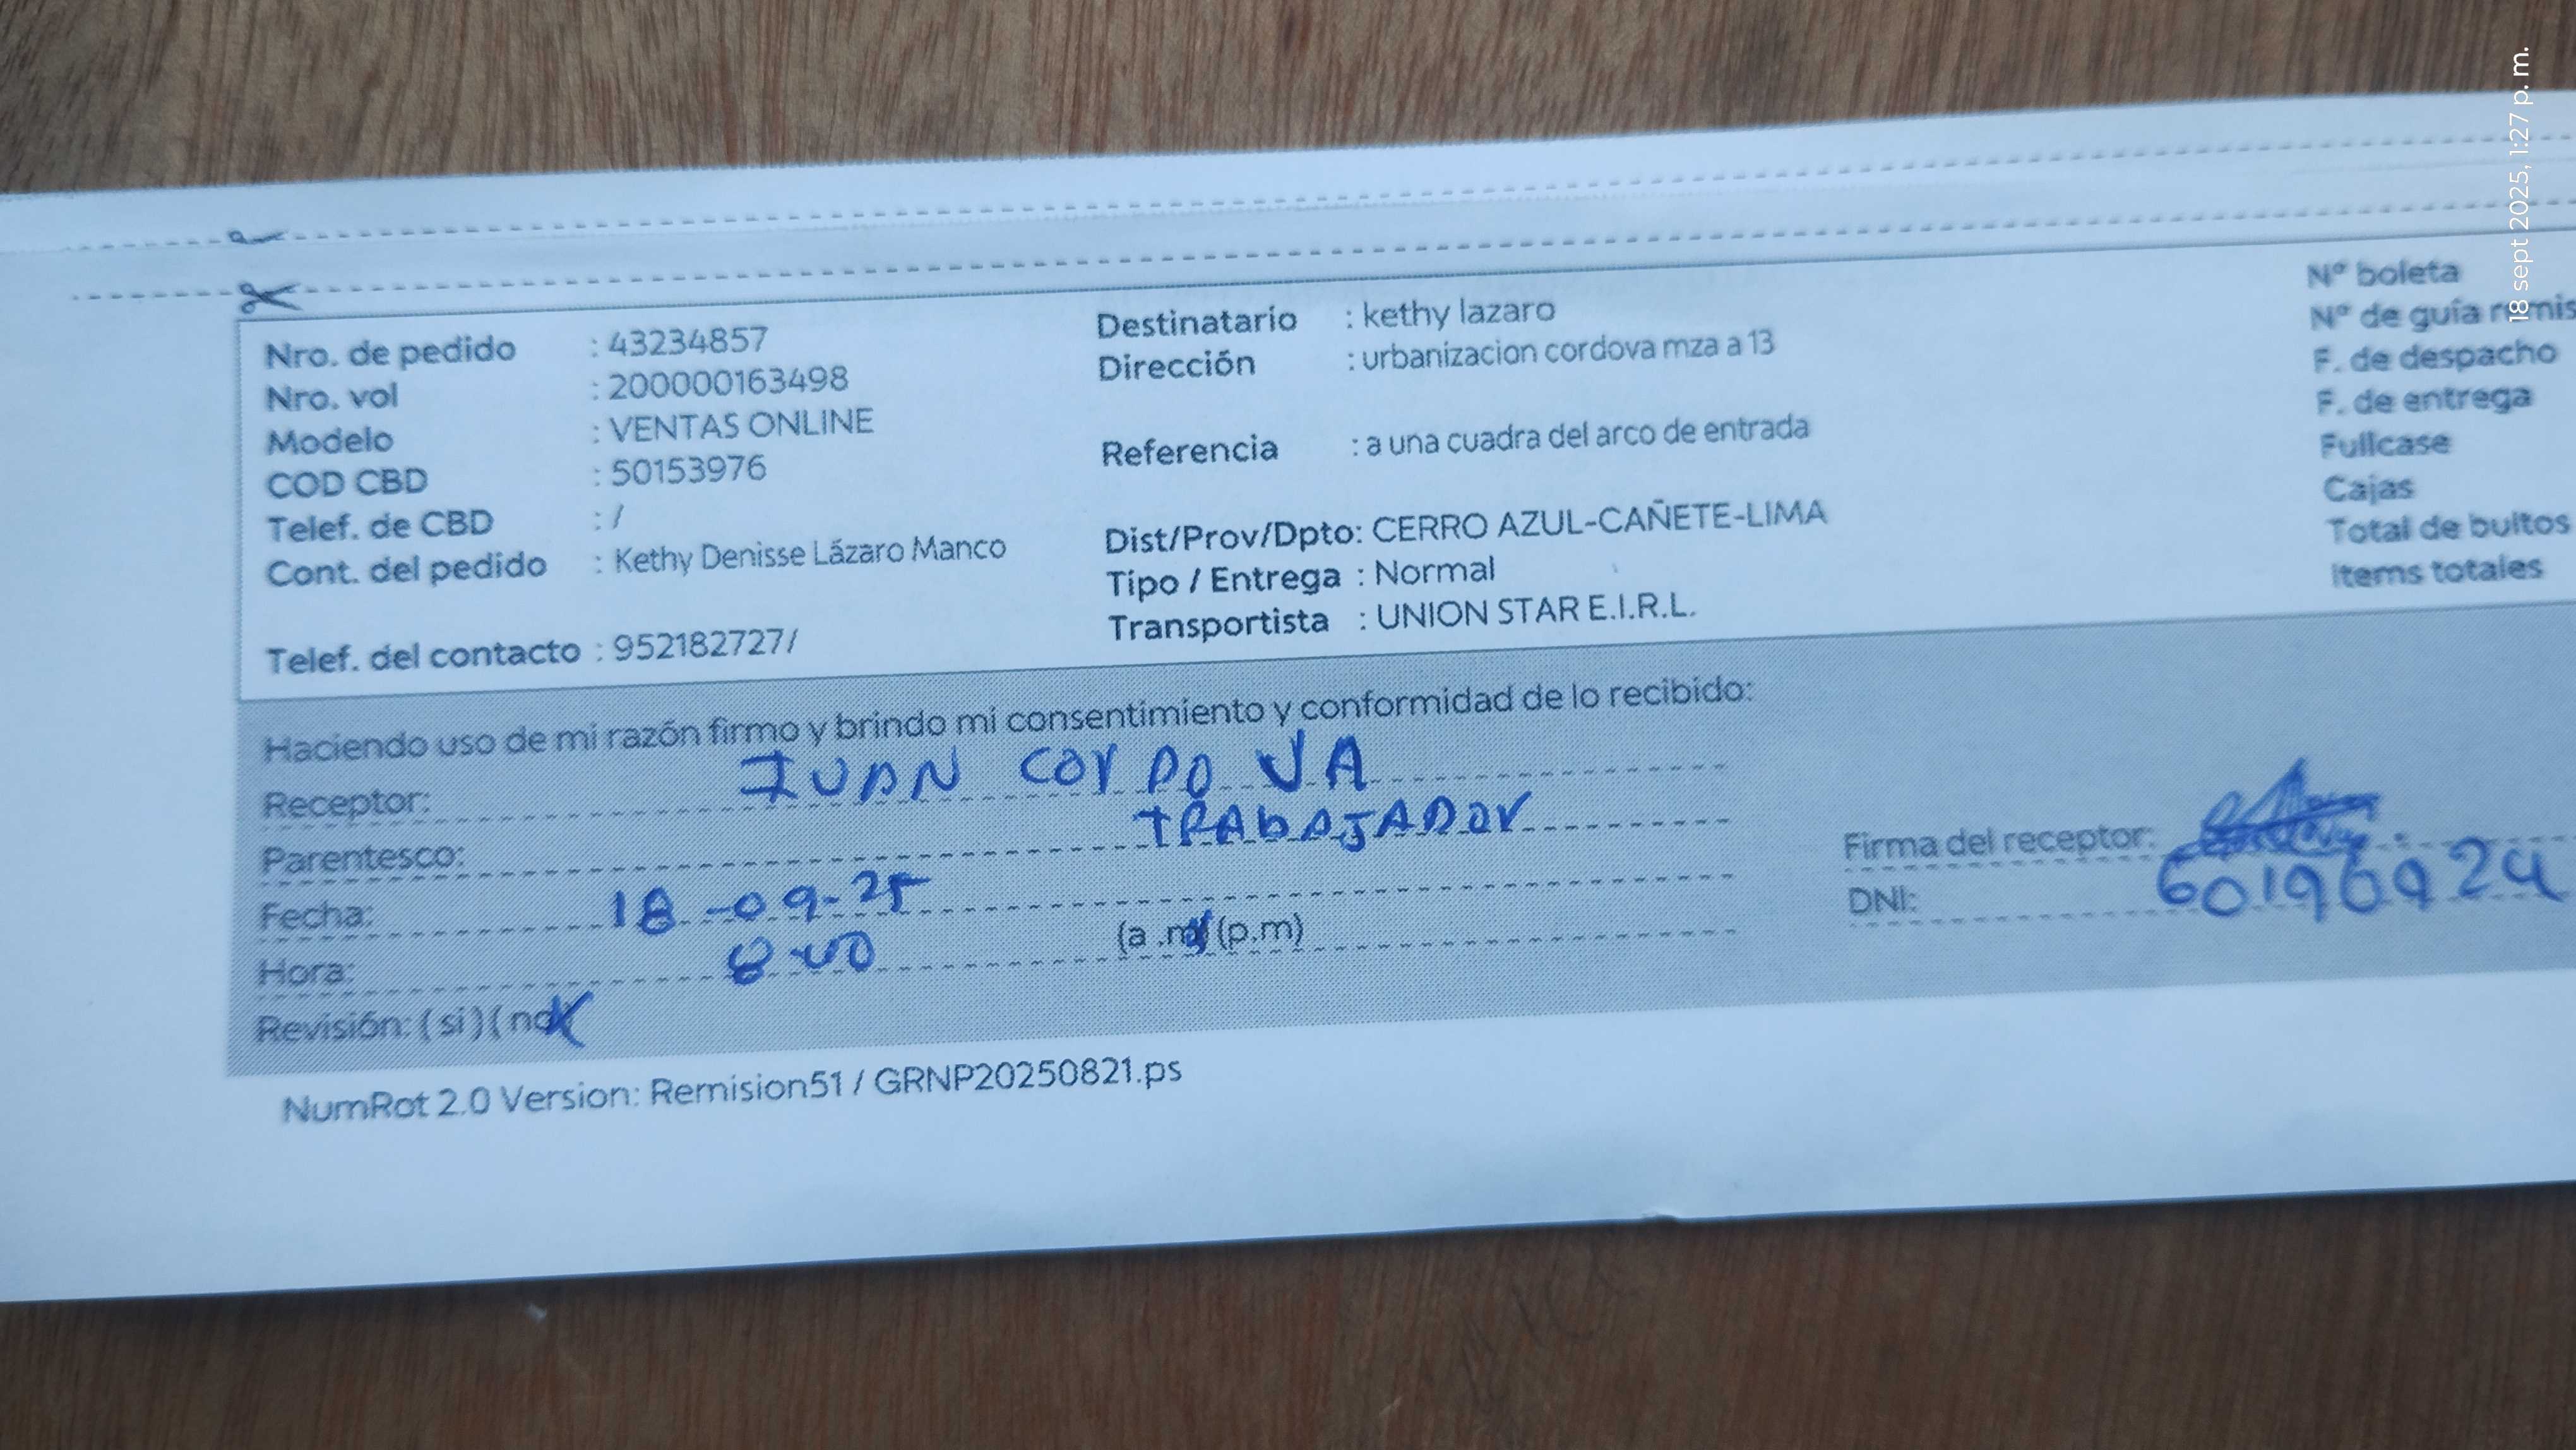 18 sept 2025, 1:27 p. m.
Nro. de pedido : 43234857
Nro. vol : 200000163498
Modelo : VENTAS ONLINE
COD CBD : 50153976
Telef. de CBD : /
Cont. del pedido : Kethy Denisse Lázaro Manco
Telef. del contacto : 952182727/
Destinatario : kethy lazaro
Dirección : urbanizacion cordova mza a 13
Referencia : a una cuadra del arco de entrada
Dist/Prov/Dpto: CERRO AZUL-CAÑETE-LIMA
Tipo / Entrega : Normal
Transportista : UNION STAR E.I.R.L.
N° boleta
N° de guía remis
F. de despacho
F. de entrega
Fullcase
Cajas
Total de bultos
Items totales
Haciendo uso de mi razón firmo y brindo mi consentimiento y conformidad de lo recibido:
Receptor: JUAN CORDOVA
Parentesco: TRABAJADOR
Fecha: 18-09-25
Hora: (a .m) (p.m)
Revisión: (si) (no)
Firma del receptor:
DNI:
NumRot 2.0 Version: Remision51 / GRNP20250821.ps